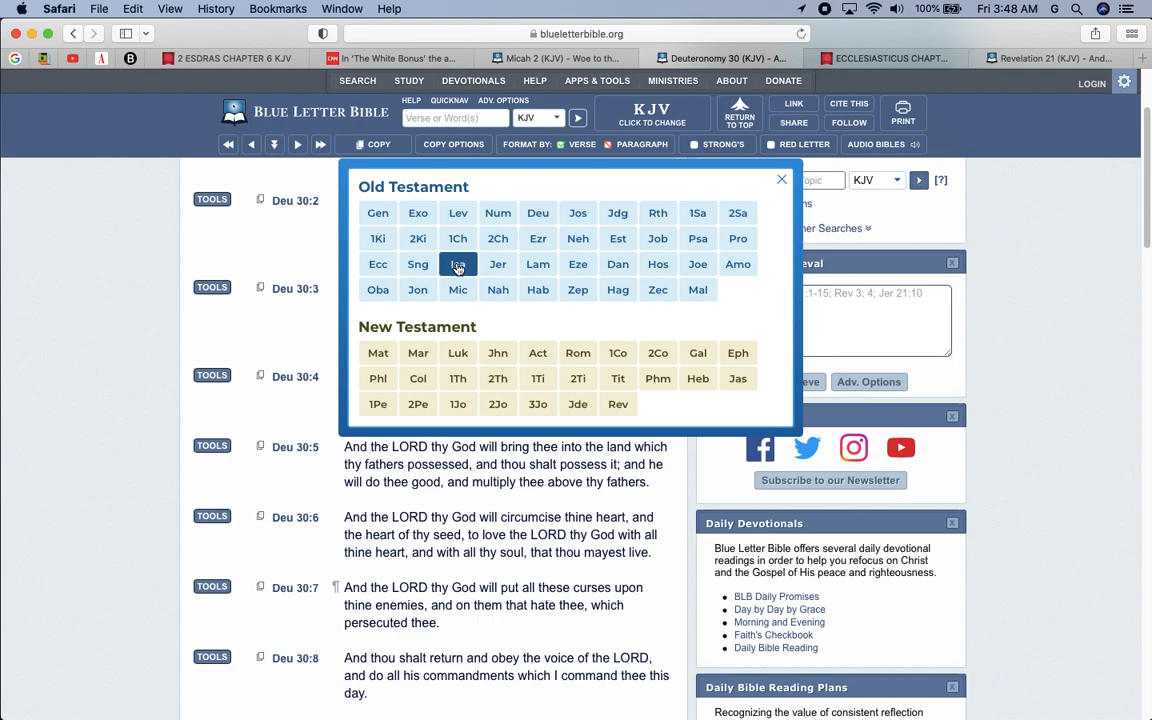 Safari File Edit View History Bookmarks Window Help 100% Fri 3:48 AM G
blueletterbible.org
2 ESDRAS CHAPTER 6 KJV In 'The White Bonus' the a... Micah 2 (KJV) - Woe to th... Deuteronomy 30 (KJV) - A... ECCLESIASTICUS CHAPT... Revelation 21 (KJV) - And...
SEARCH STUDY DEVOTIONALS HELP APPS & TOOLS MINISTRIES ABOUT DONATE LOGIN
BLUE LETTER BIBLE
HELP QUICKNAV ADV. OPTIONS
Verse or Word(s) KJV
KJV
CLICK TO CHANGE
RETURN
TO TOP
LINK CITE THIS
SHARE FOLLOW
PRINT
COPY COPY OPTIONS FORMAT BY: VERSE PARAGRAPH STRONG'S RED LETTER AUDIO BIBLES
Old Testament
Gen Exo Lev Num Deu Jos Jdg Rth 1Sa 2Sa
1Ki 2Ki 1Ch 2Ch Ezr Neh Est Job Psa Pro
Ecc Sng Isa Jer Lam Eze Dan Hos Joe Amo
Oba Jon Mic Nah Hab Zep Hag Zec Mal
New Testament
Mat Mar Luk Jhn Act Rom 1Co 2Co Gal Eph
Phl Col 1Th 2Th 1Ti 2Ti Tit Phm Heb Jas
1Pe 2Pe 1Jo 2Jo 3Jo Jde Rev
TOOLS Deu 30:2
TOOLS Deu 30:3
TOOLS Deu 30:4
TOOLS Deu 30:5 And the LORD thy God will bring thee into the land which
thy fathers possessed, and thou shalt possess it; and he
will do thee good, and multiply thee above thy fathers.
TOOLS Deu 30:6 And the LORD thy God will circumcise thine heart, and
the heart of thy seed, to love the LORD thy God with all
thine heart, and with all thy soul, that thou mayest live.
TOOLS Deu 30:7 ¶ And the LORD thy God will put all these curses upon
thine enemies, and on them that hate thee, which
persecuted thee.
TOOLS Deu 30:8 And thou shalt return and obey the voice of the LORD,
and do all his commandments which I command thee this
day.
Topic KJV [?]
ns
her Searches
eval
:1-15; Rev 3; 4; Jer 21:10
eve Adv. Options
Subscribe to our Newsletter
Daily Devotionals
Blue Letter Bible offers several daily devotional
readings in order to help you refocus on Christ
and the Gospel of His peace and righteousness.
BLB Daily Promises
Day by Day by Grace
Morning and Evening
Faith's Checkbook
Daily Bible Reading
Daily Bible Reading Plans
Recognizing the value of consistent reflection